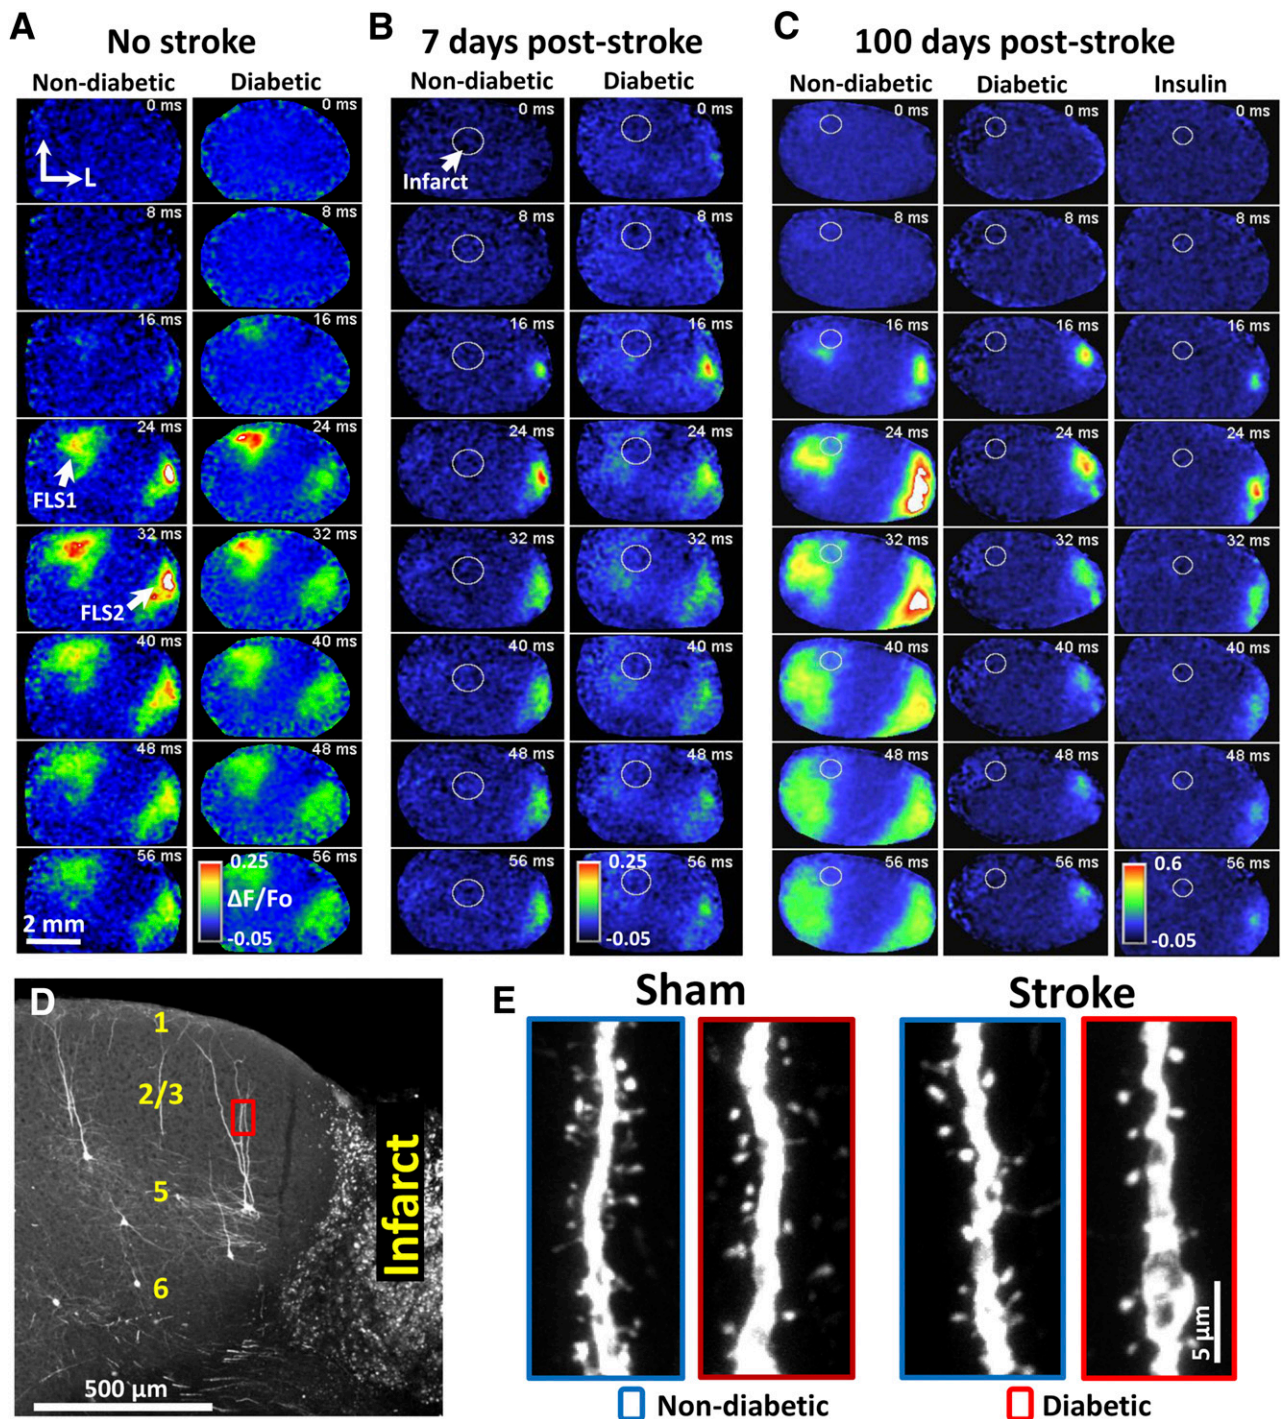 A
No stroke
Non-diabetic Diabetic
0 ms 0 ms
L
8 ms 8 ms
16 ms 16 ms
24 ms 24 ms
FLS1
32 ms 32 ms
FLS2
40 ms 40 ms
48 ms 48 ms
56 ms 56 ms
2 mm
0.25
ΔF/Fo
-0.05
B
7 days post-stroke
Non-diabetic Diabetic
0 ms 0 ms
Infarct
8 ms 8 ms
16 ms 16 ms
24 ms 24 ms
32 ms 32 ms
40 ms 40 ms
48 ms 48 ms
56 ms 56 ms
0.25
-0.05
C
100 days post-stroke
Non-diabetic Diabetic Insulin
0 ms 0 ms 0 ms
8 ms 8 ms 8 ms
16 ms 16 ms 16 ms
24 ms 24 ms 24 ms
32 ms 32 ms 32 ms
40 ms 40 ms 40 ms
48 ms 48 ms 48 ms
56 ms 56 ms 56 ms
0.6
-0.05
D
1
2/3
5
6
Infarct
500 µm
E
Sham Stroke
5 µm
Non-diabetic Diabetic